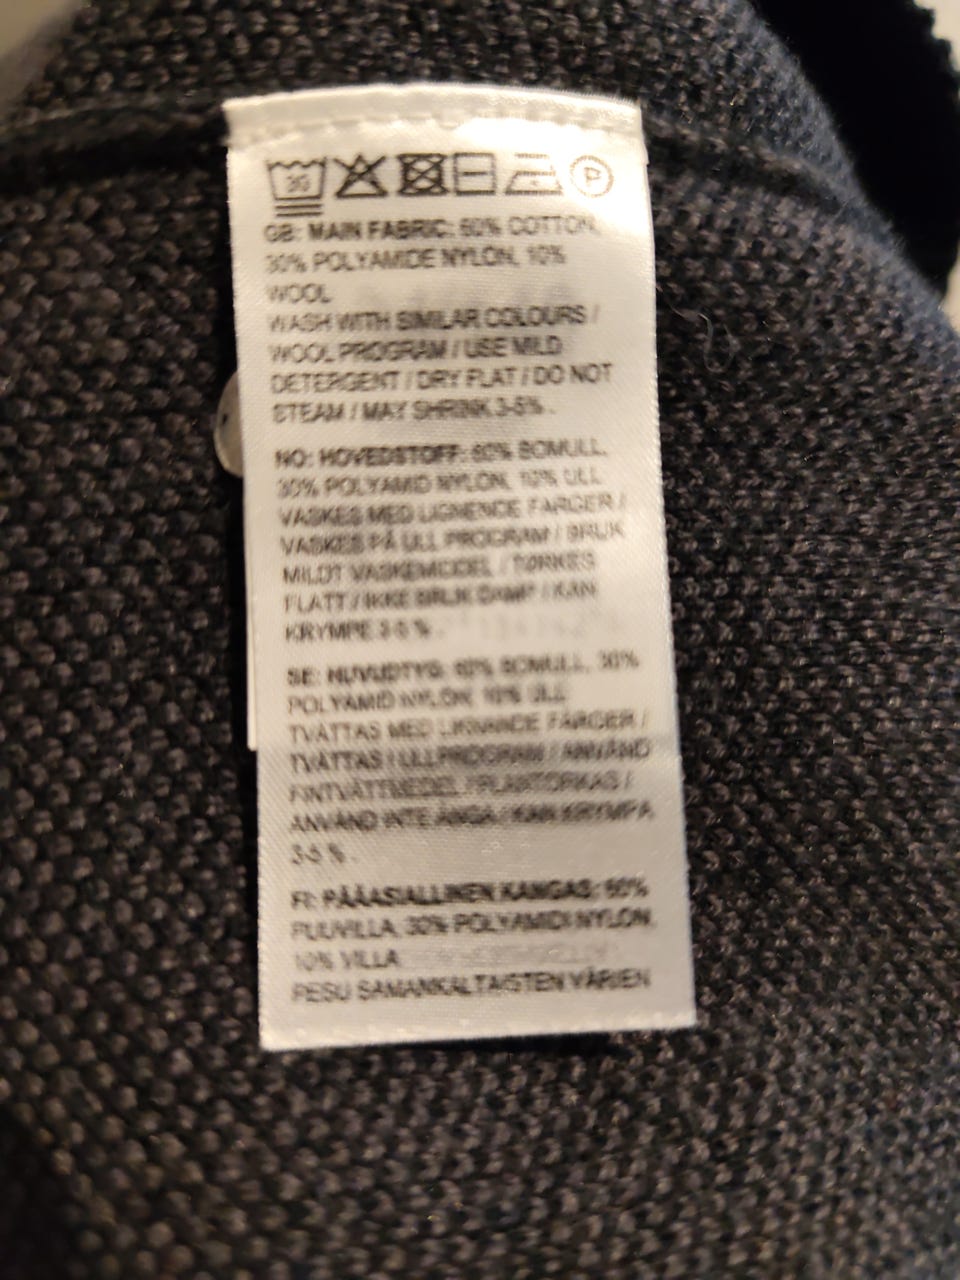 30 P
GB: MAIN FABRIC: 60% COTTON,
30% POLYAMIDE NYLON, 10%
WOOL
WASH WITH SIMILAR COLOURS /
WOOL PROGRAM / USE MILD
DETERGENT / DRY FLAT / DO NOT
STEAM / MAY SHRINK 3-5% .
NO: HOVEDSTOFF: 60% BOMULL,
30% POLYAMID NYLON, 10% ULL
VASKES MED LIGNENDE FARGER /
VASKES PÅ ULL PROGRAM / BRUK
MILDT VASKEMIDDEL / TØRKES
FLATT / IKKE BRUK DAMP / KAN
KRYMPE 3-5 % .
SE: HUVUDTYG: 60% BOMULL, 30%
POLYAMID NYLON, 10% ULL
TVÄTTAS MED LIKNANDE FÄRGER /
TVÄTTAS I ULLPROGRAM / ANVÄND
FINTVÄTTMEDEL / PLANTORKAS /
ANVÄND INTE ÅNGA / KAN KRYMPA
3-5 % .
FI: PÄÄASIALLINEN KANGAS: 60%
PUUVILLA, 30% POLYAMIDI NYLON,
10% VILLA
PESU SAMANKALTAISTEN VÄRIEN